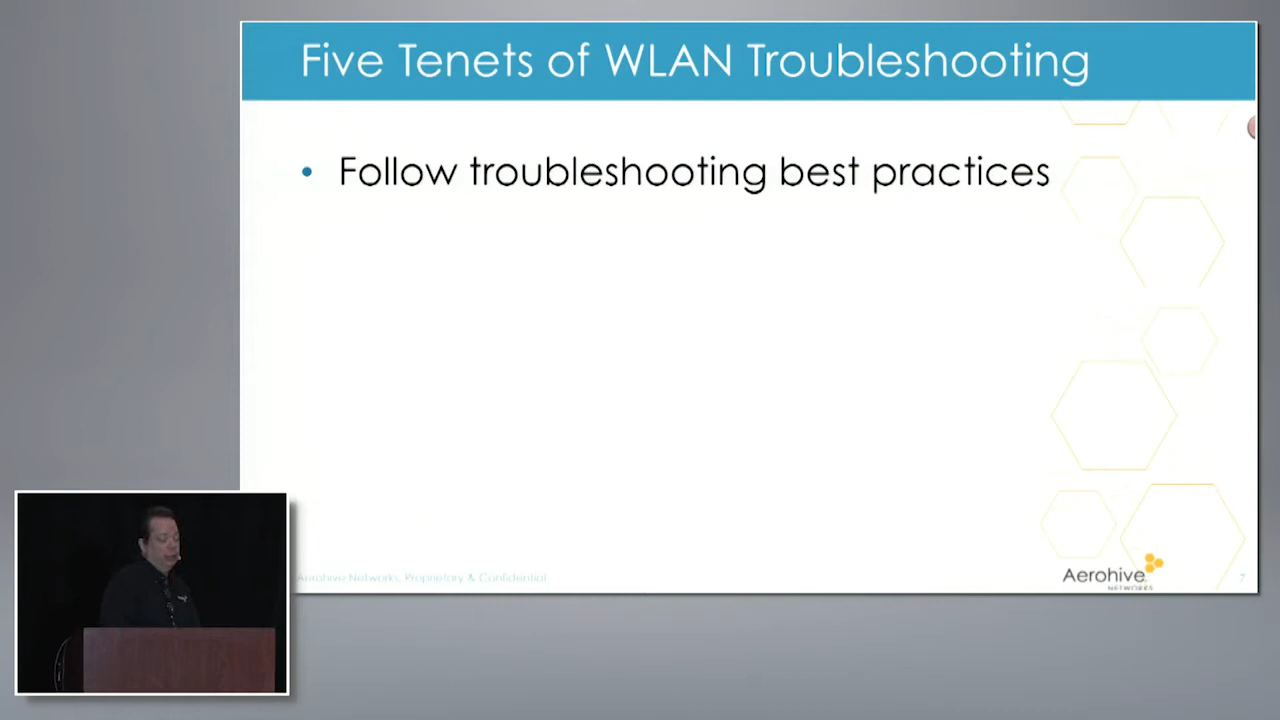 Five Tenets of WLAN Troubleshooting
• Follow troubleshooting best practices
Aerohive Networks, Proprietary & Confidential
Aerohive
NETWORKS
7